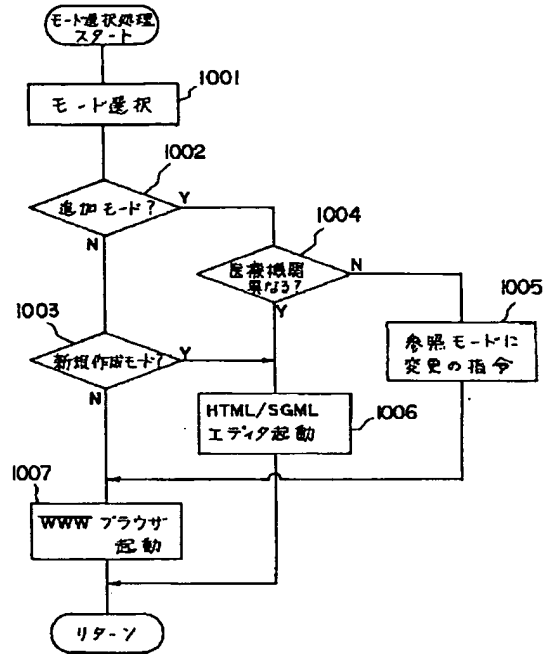 モード選択処理
スタート
1001
モード選択
1002
追加モード?
Y
N
1004
医療機関
異なる?
N
Y
1005
参照モードに
変更の指令
1003
新規作成モード?
Y
N
HTML/SGML
エディタ起動
1006
1007
WWW ブラウザ
起動
リターン